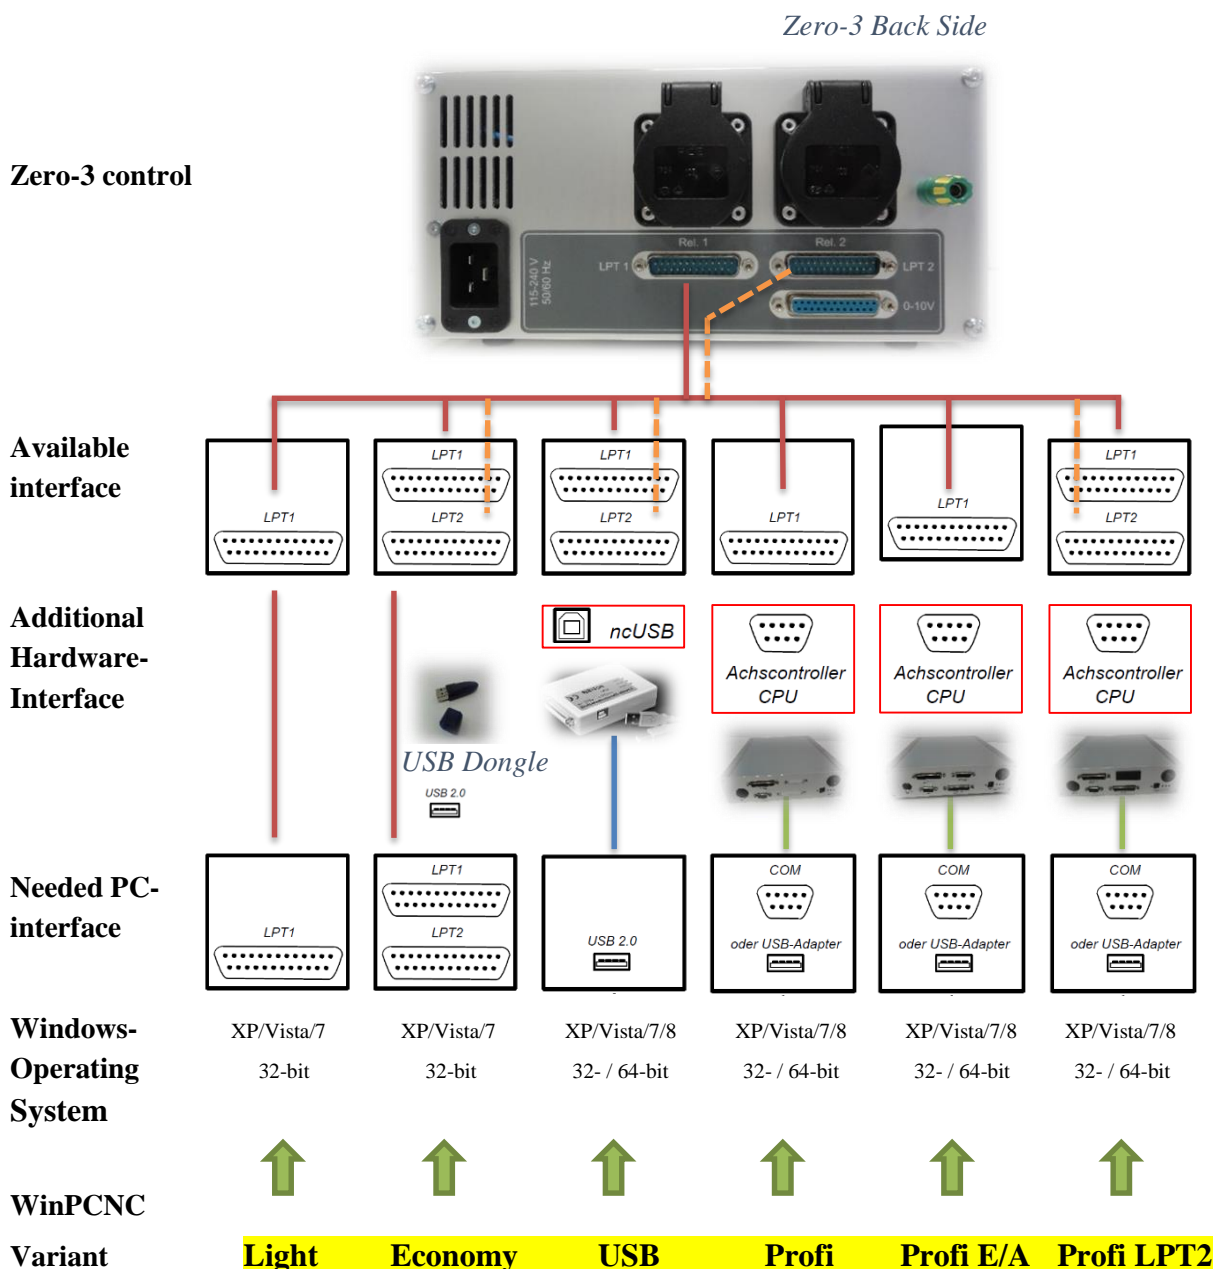 Zero-3 Back Side
Zero-3 control
Rel. 1
Rel. 2
LPT 1
LPT 2
115-240 V
50/60 Hz
0-10V
Available
interface
LPT1
LPT1
LPT2
LPT1
LPT2
LPT1
LPT1
LPT1
LPT2
Additional
Hardware-
Interface
USB Dongle
USB 2.0
ncUSB
Achscontroller
CPU
Achscontroller
CPU
Achscontroller
CPU
Needed PC-
interface
LPT1
LPT1
LPT2
USB 2.0
COM
oder USB-Adapter
COM
oder USB-Adapter
COM
oder USB-Adapter
Windows-
Operating
System
XP/Vista/7
32-bit
XP/Vista/7
32-bit
XP/Vista/7/8
32- / 64-bit
XP/Vista/7/8
32- / 64-bit
XP/Vista/7/8
32- / 64-bit
XP/Vista/7/8
32- / 64-bit
WinPCNC
Variant
Light
Economy
USB
Profi
Profi E/A
Profi LPT2